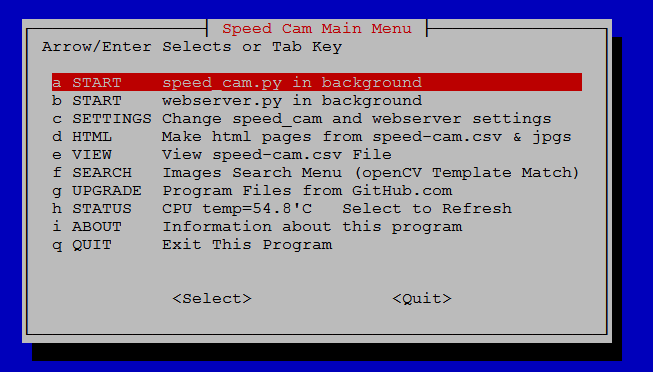 Speed Cam Main Menu
Arrow/Enter Selects or Tab Key
a START speed_cam.py in background
b START webserver.py in background
c SETTINGS Change speed_cam and webserver settings
d HTML Make html pages from speed-cam.csv & jpgs
e VIEW View speed-cam.csv File
f SEARCH Images Search Menu (openCV Template Match)
g UPGRADE Program Files from GitHub.com
h STATUS CPU temp=54.8'C Select to Refresh
i ABOUT Information about this program
q QUIT Exit This Program
<Select> <Quit>